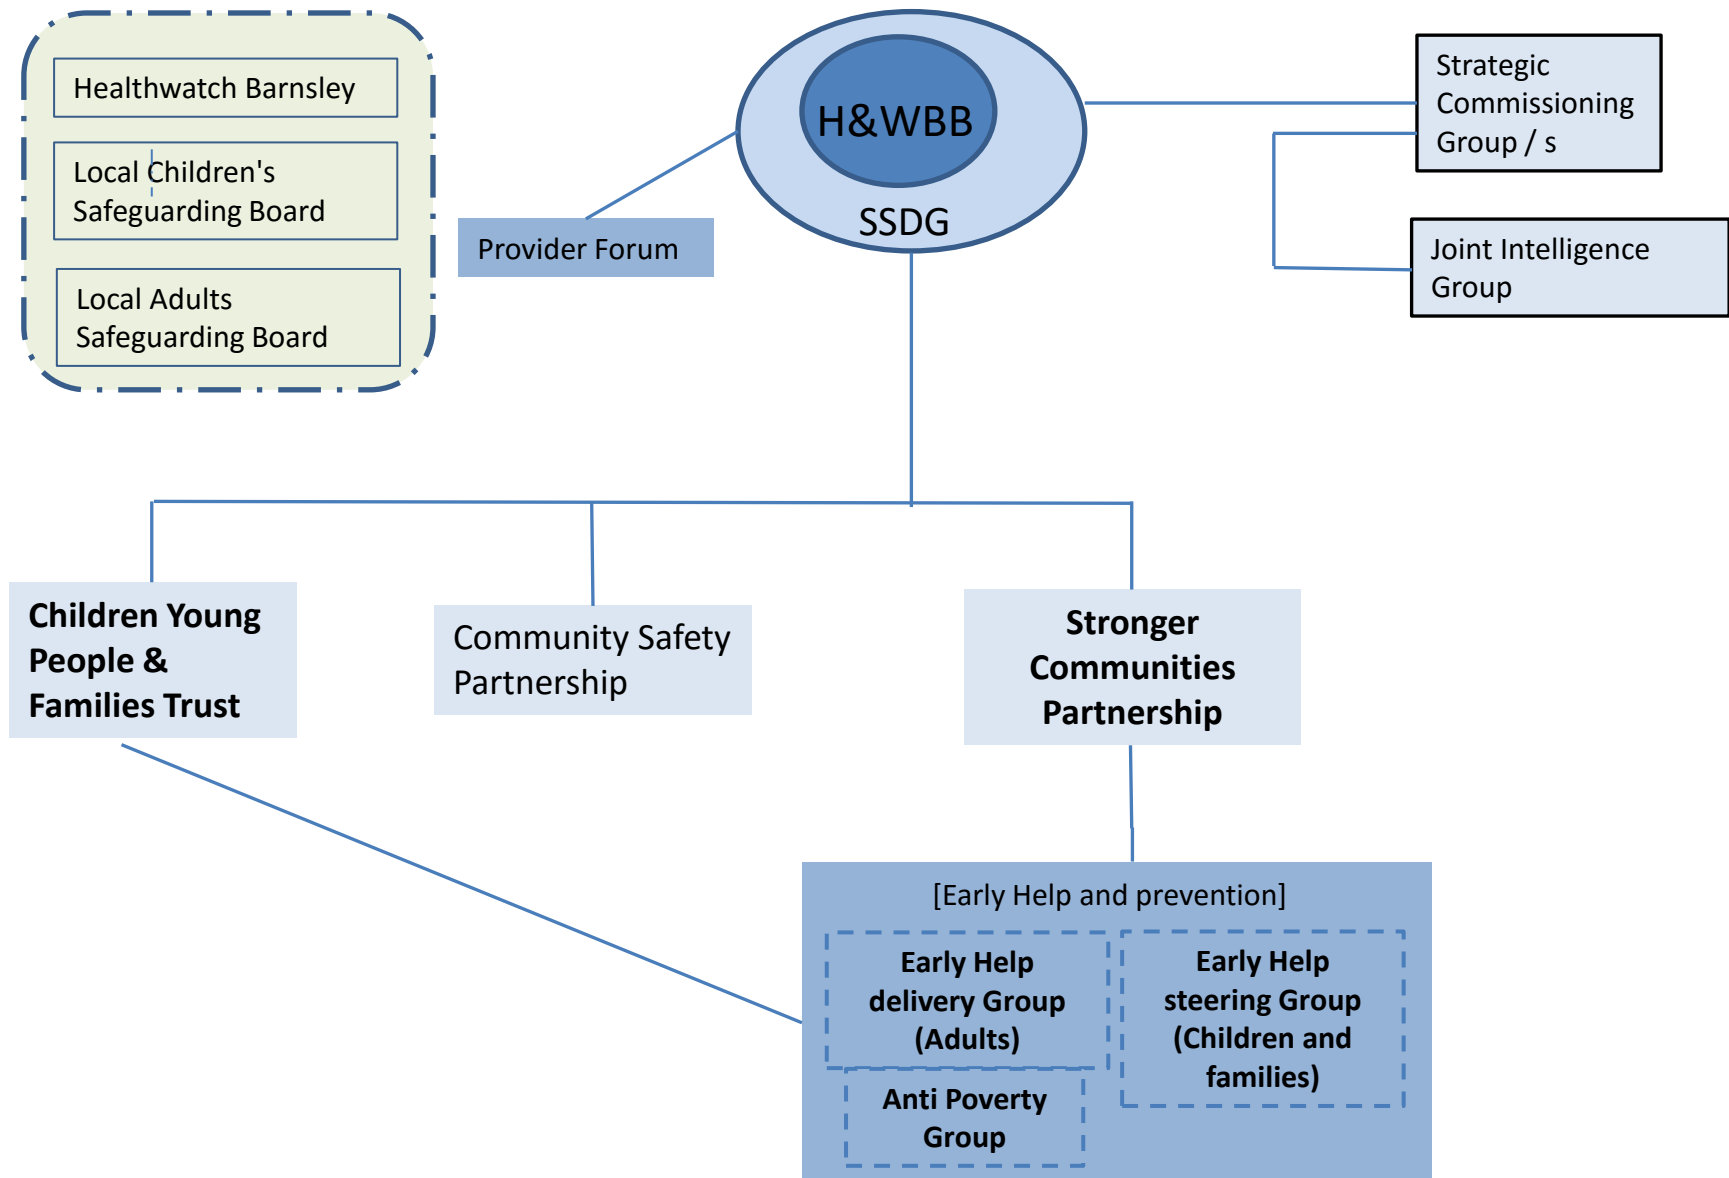 Healthwatch Barnsley
Local Children's
Safeguarding Board
Local Adults
Safeguarding Board
H&WBB
SSDG
Provider Forum
Strategic
Commissioning
Group / s
Joint Intelligence
Group
Children Young
People &
Families Trust
Community Safety
Partnership
Stronger
Communities
Partnership
[Early Help and prevention]
Early Help
delivery Group
(Adults)
Early Help
steering Group
(Children and
families)
Anti Poverty
Group